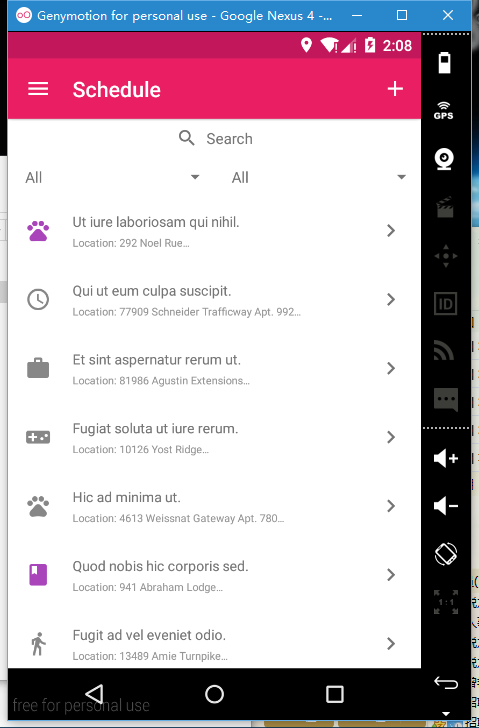 Genymotion for personal use - Google Nexus 4 -...
2:08
Schedule
Search
All
All
Ut iure laboriosam qui nihil.
Location: 292 Noel Rue...
Qui ut eum culpa suscipit.
Location: 77909 Schneider Trafficway Apt. 992...
Et sint aspernatur rerum ut.
Location: 81986 Agustin Extensions...
Fugiat soluta ut iure rerum.
Location: 10126 Yost Ridge...
Hic ad minima ut.
Location: 4613 Weissnat Gateway Apt. 780...
Quod nobis hic corporis sed.
Location: 941 Abraham Lodge...
Fugit ad vel eveniet odio.
Location: 13489 Amie Turnpike...
free for personal use
GPS
ID
1:1